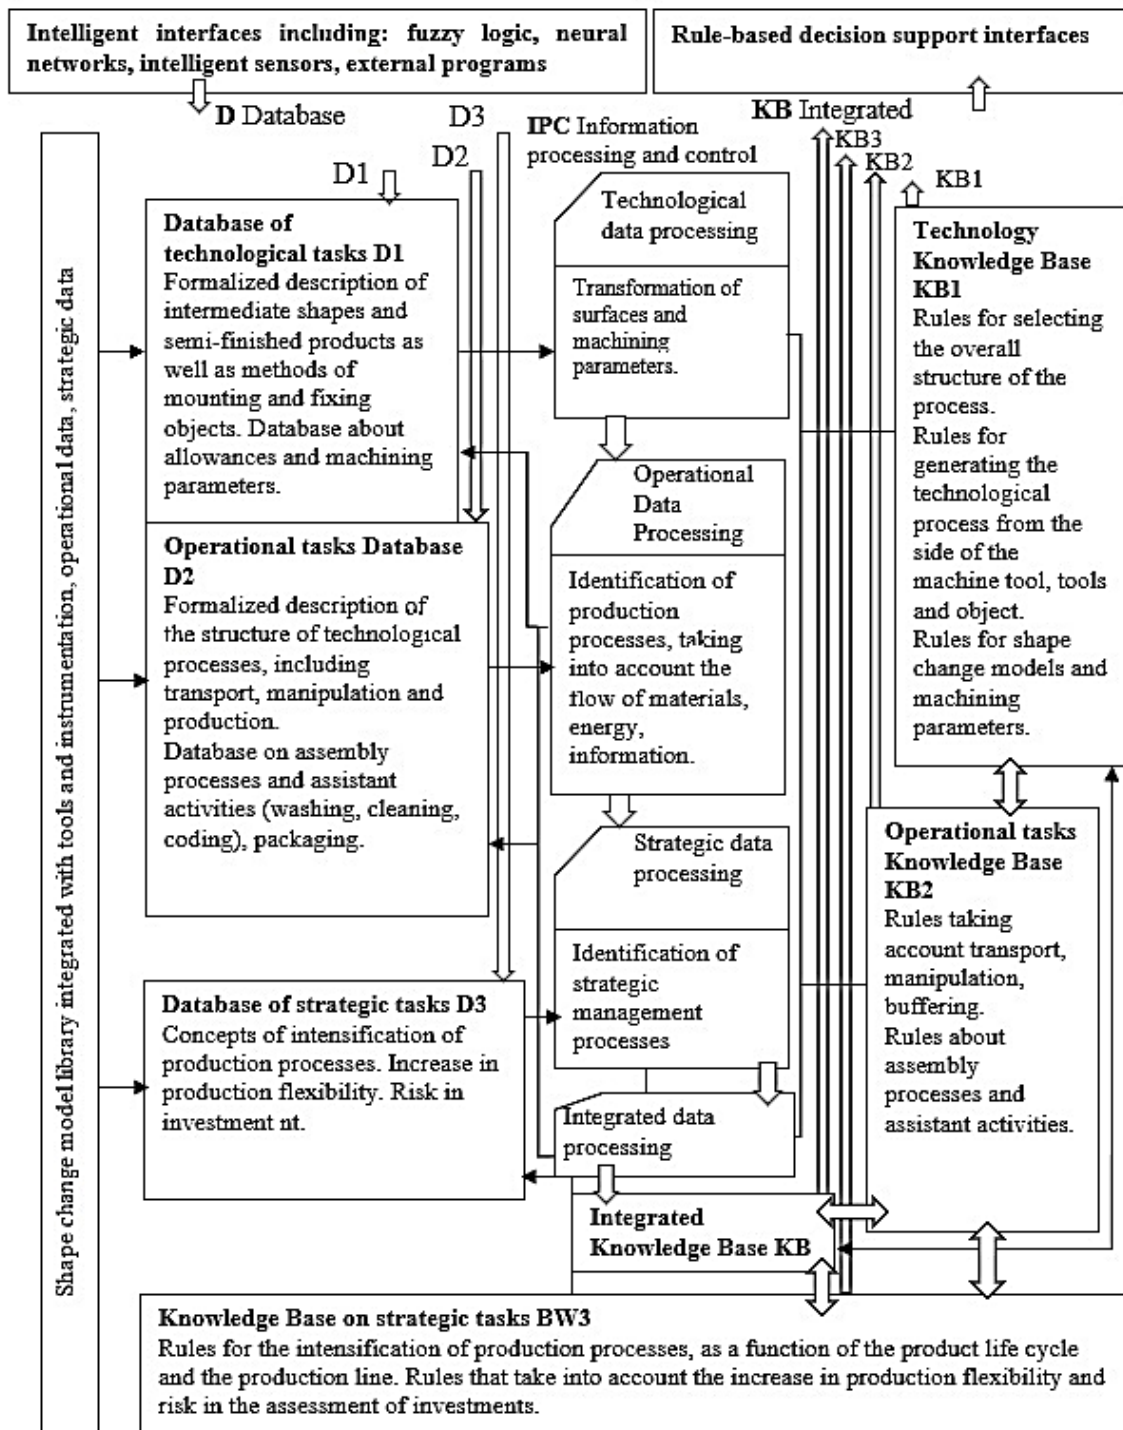 Intelligent interfaces including: fuzzy logic, neural
networks, intelligent sensors, external programs
Rule-based decision support interfaces
D Database
D3
D2
D1
IPC Information
processing and control
KB Integrated
KB3
KB2
KB1
Shape change model library integrated with tools and instrumentation, operational data, strategic data
Database of
technological tasks D1
Formalized description of
intermediate shapes and
semi-finished products as
well as methods of
mounting and fixing
objects. Database about
allowances and machining
parameters.
Operational tasks Database
D2
Formalized description of
the structure of technological
processes, including
transport, manipulation and
production.
Database on assembly
processes and assistant
activities (washing, cleaning,
coding), packaging.
Database of strategic tasks D3
Concepts of intensification of
production processes. Increase in
production flexibility. Risk in
investment nt.
Technological
data processing
Transformation of
surfaces and
machining
parameters.
Operational
Data
Processing
Identification of
production
processes, taking
into account the
flow of materials,
energy,
information.
Strategic data
processing
Identification of
strategic
management
processes
Integrated data
processing
Integrated
Knowledge Base KB
Technology
Knowledge Base
KB1
Rules for selecting
the overall
structure of the
process.
Rules for
generating the
technological
process from the
side of the
machine tool, tools
and object.
Rules for shape
change models and
machining
parameters.
Operational tasks
Knowledge Base
KB2
Rules taking
account transport,
manipulation,
buffering.
Rules about
assembly
processes and
assistant activities.
Knowledge Base on strategic tasks BW3
Rules for the intensification of production processes, as a function of the product life cycle
and the production line. Rules that take into account the increase in production flexibility and
risk in the assessment of investments.